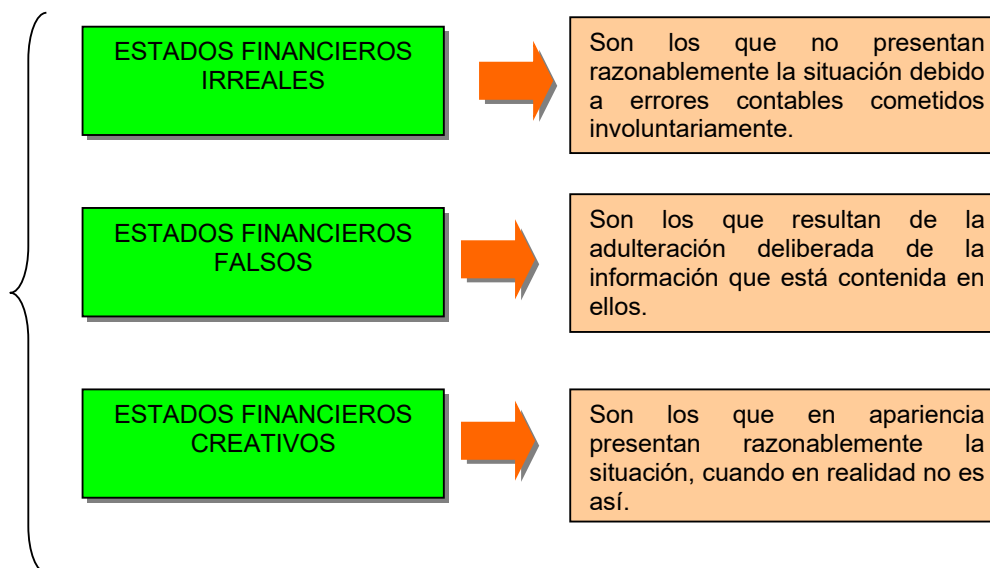 ESTADOS FINANCIEROS
IRREALES
Son los que no presentan
razonablemente la situación debido
a errores contables cometidos
involuntariamente.
ESTADOS FINANCIEROS
FALSOS
Son los que resultan de la
adulteración deliberada de la
información que está contenida en
ellos.
ESTADOS FINANCIEROS
CREATIVOS
Son los que en apariencia
presentan razonablemente la
situación, cuando en realidad no es
así.